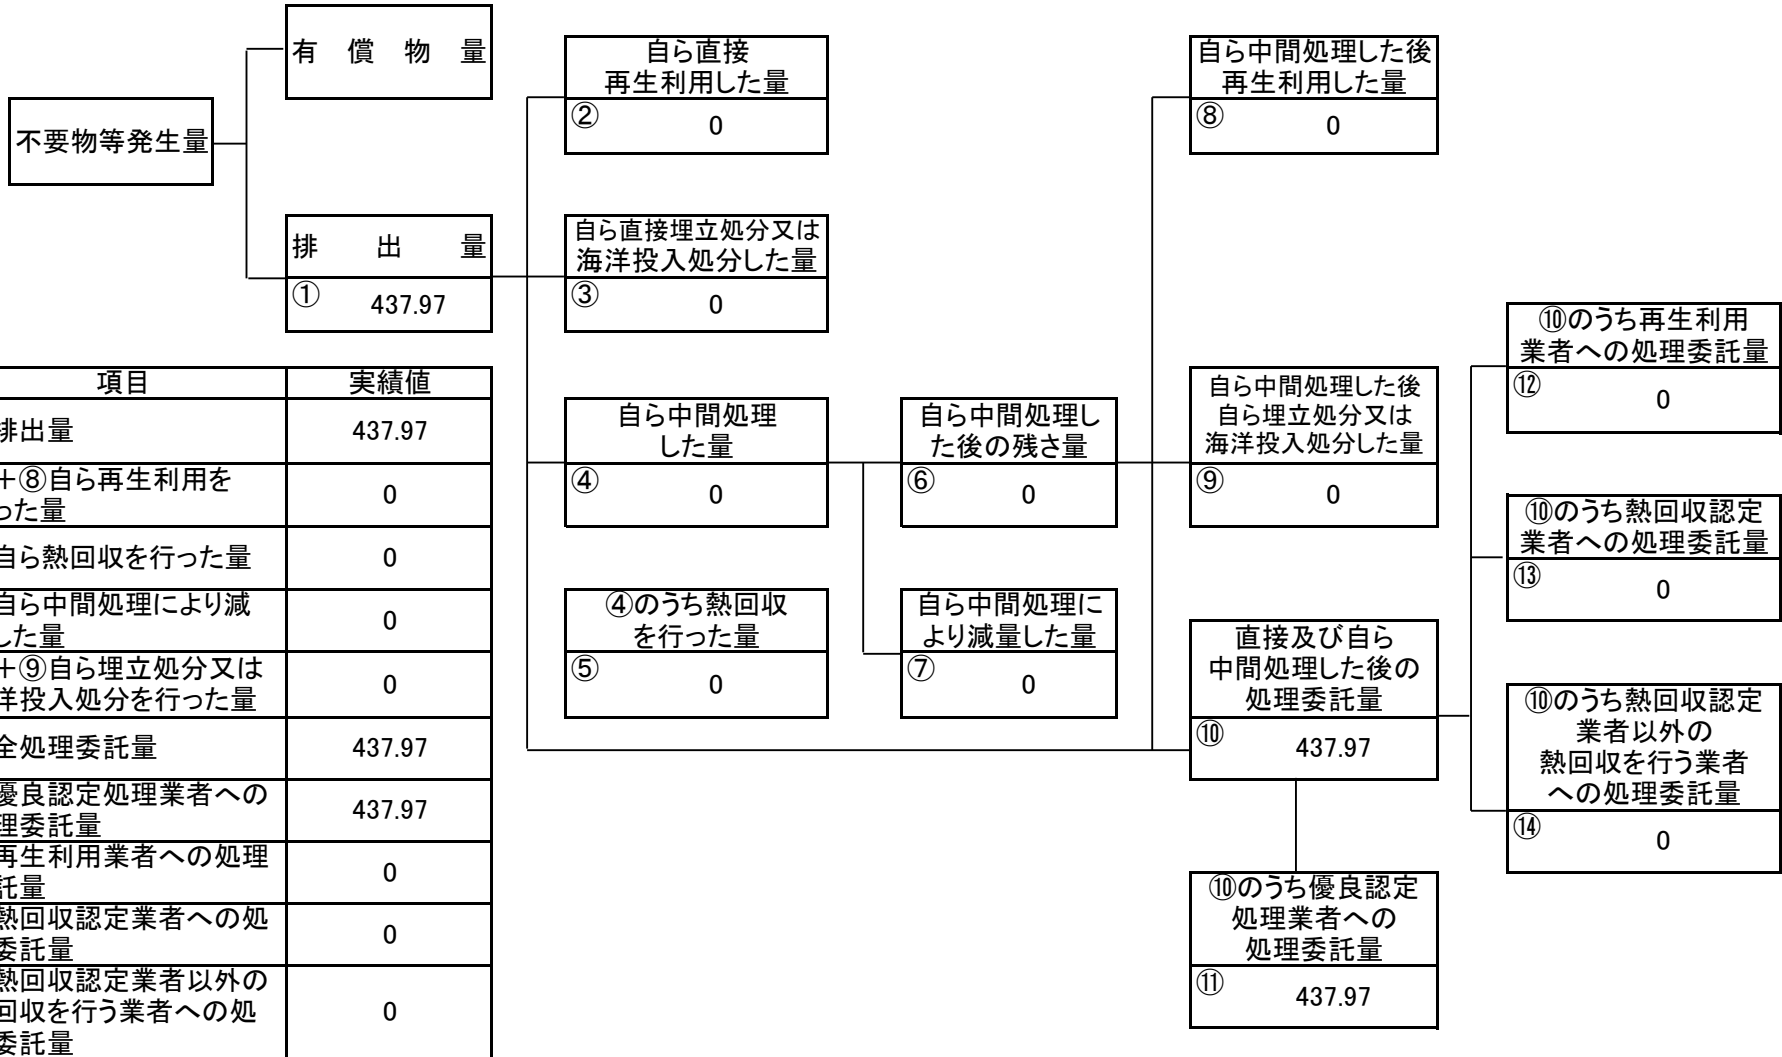 有償物量
不要物等発生量
排出量
①
437.97
自ら直接
再生利用した量
②
0
自ら直接埋立処分又は
海洋投入処分した量
③
0
自ら中間処理
した量
④
0
④のうち熱回収
を行った量
⑤
0
自ら中間処理し
た後の残さ量
⑥
0
自ら中間処理に
より減量した量
⑦
0
自ら中間処理した後
再生利用した量
⑧
0
自ら中間処理した後
自ら埋立処分又は
海洋投入処分した量
⑨
0
直接及び自ら
中間処理した後の
処理委託量
⑩
437.97
⑩のうち優良認定
処理業者への
処理委託量
⑪
437.97
⑩のうち再生利用
業者への処理委託量
⑫
0
⑩のうち熱回収認定
業者への処理委託量
⑬
0
⑩のうち熱回収認定
業者以外の
熱回収を行う業者
への処理委託量
⑭
0
項目 実績値
排出量 437.97
+⑧自ら再生利用を
った量 0
自ら熱回収を行った量 0
自ら中間処理により減
した量 0
+⑨自ら埋立処分又は
洋投入処分を行った量 0
全処理委託量 437.97
優良認定処理業者への
理委託量 437.97
再生利用業者への処理
託量 0
熱回収認定業者への処
委託量 0
熱回収認定業者以外の
回収を行う業者への処
委託量 0